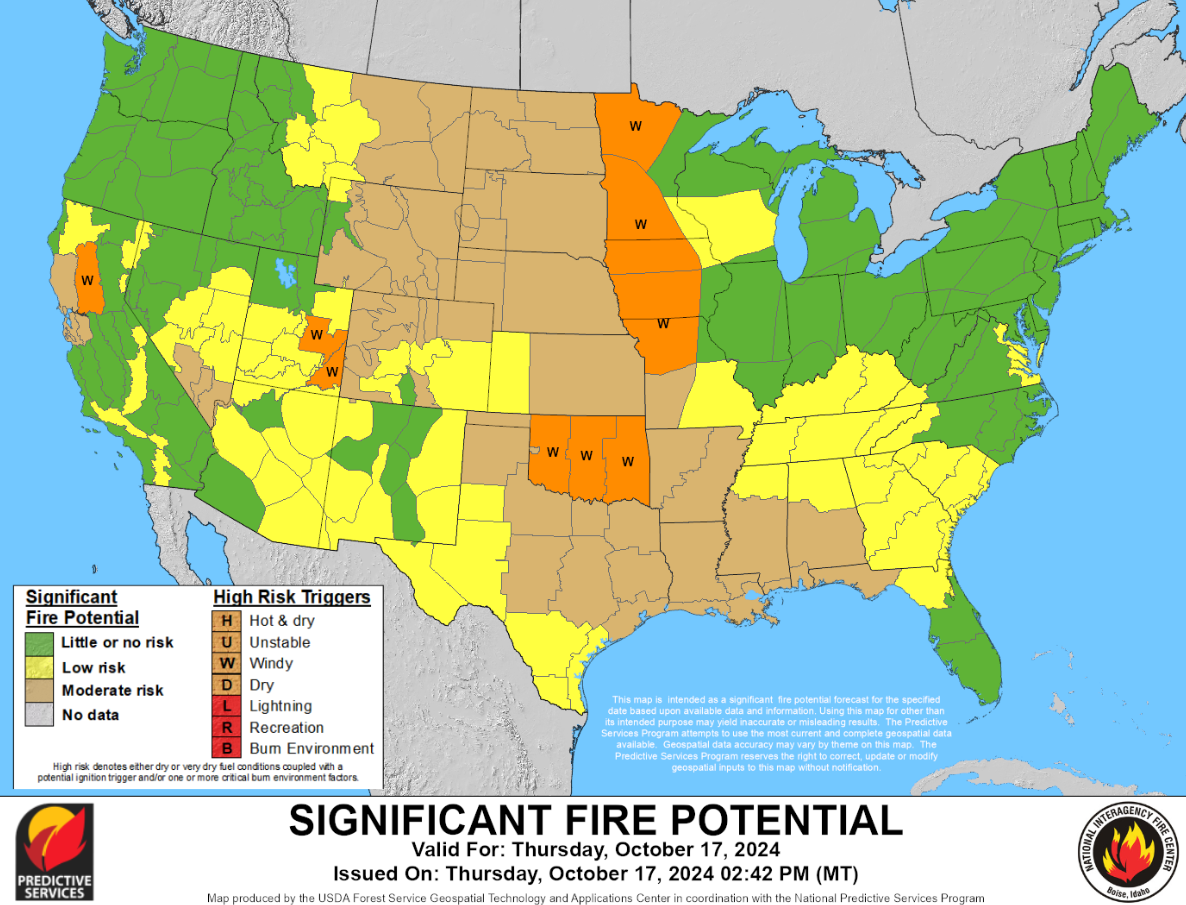 W
W
W
W
W
W
W
W
W
Significant
Fire Potential
Little or no risk
Low risk
Moderate risk
No data
High Risk Triggers
H Hot & dry
U Unstable
W Windy
D Dry
L Lightning
R Recreation
B Burn Environment
High risk denotes either dry or very dry fuel conditions coupled with a
potential ignition trigger and/or one or more critical burn environment factors.
This map is intended as a significant fire potential forecast for the specified
date based upon available data and information. Using this map for other than
its intended purpose may yield inaccurate or misleading results. The Predictive
Services Program attempts to use the most current and complete geospatial data
available. Geospatial data accuracy may vary by theme on this map. The
Predictive Services Program reserves the right to correct, update or modify
geospatial inputs to this map without notification.
PREDICTIVE
SERVICES
SIGNIFICANT FIRE POTENTIAL
Valid For: Thursday, October 17, 2024
Issued On: Thursday, October 17, 2024 02:42 PM (MT)
Map produced by the USDA Forest Service Geospatial Technology and Applications Center in coordination with the National Predictive Services Program
NATIONAL INTERAGENCY FIRE CENTER
Boise, Idaho